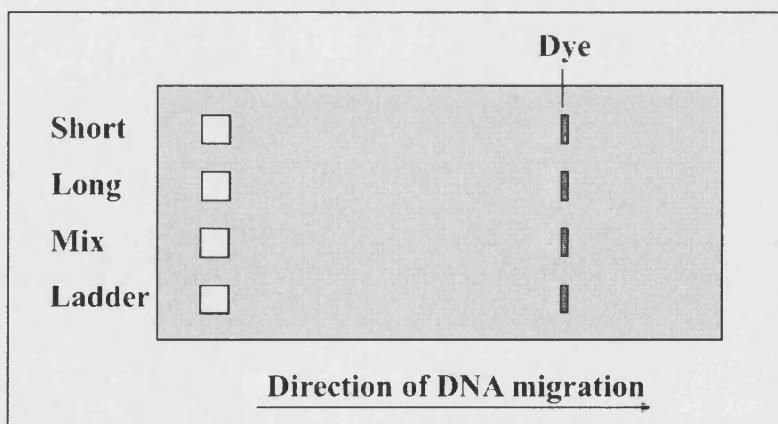 Dye
Short
Long
Mix
Ladder
Direction of DNA migration